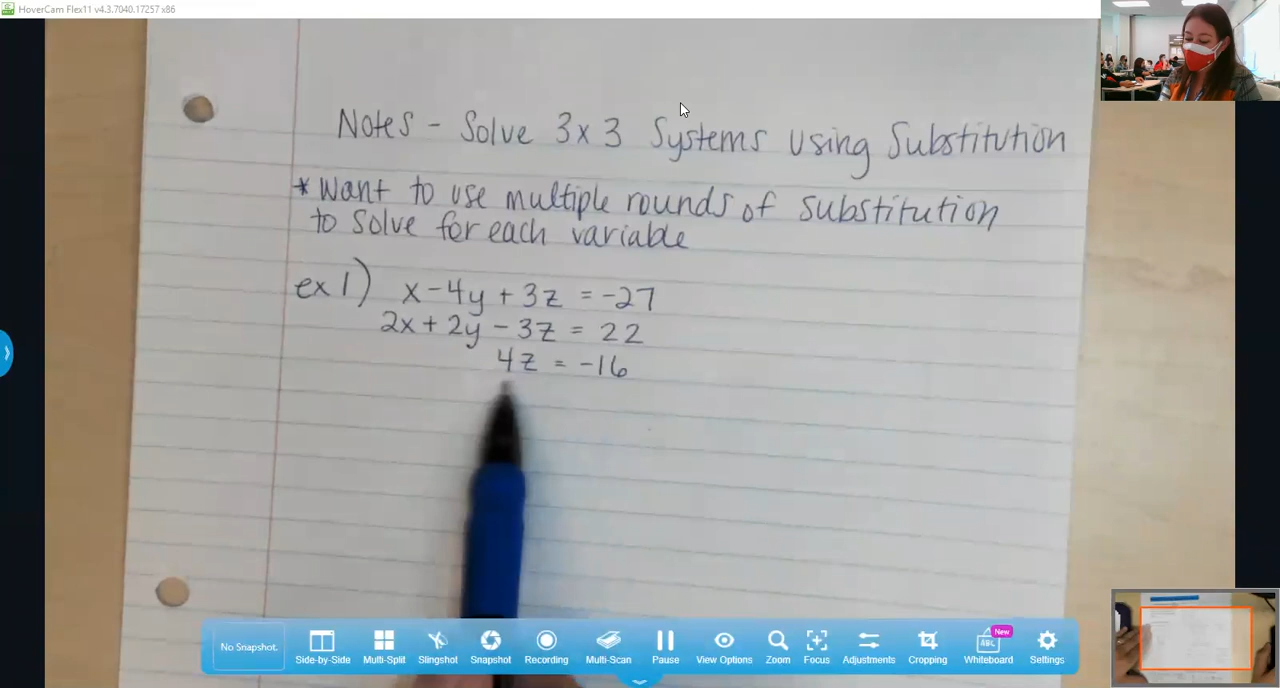 HoverCam Flex11 v4.3.7040.17257 x86
Notes - Solve 3x3 Systems using Substitution
* Want to use multiple rounds of substitution
to solve for each variable
ex 1) x - 4y + 3z = -27
2x + 2y - 3z = 22
4z = -16
No Snapshot.
Side-by-Side
Multi-Split
Slingshot
Snapshot
Recording
Multi-Scan
Pause
View Options
Zoom
Focus
Adjustments
Cropping
New
ABC
Whiteboard
Settings